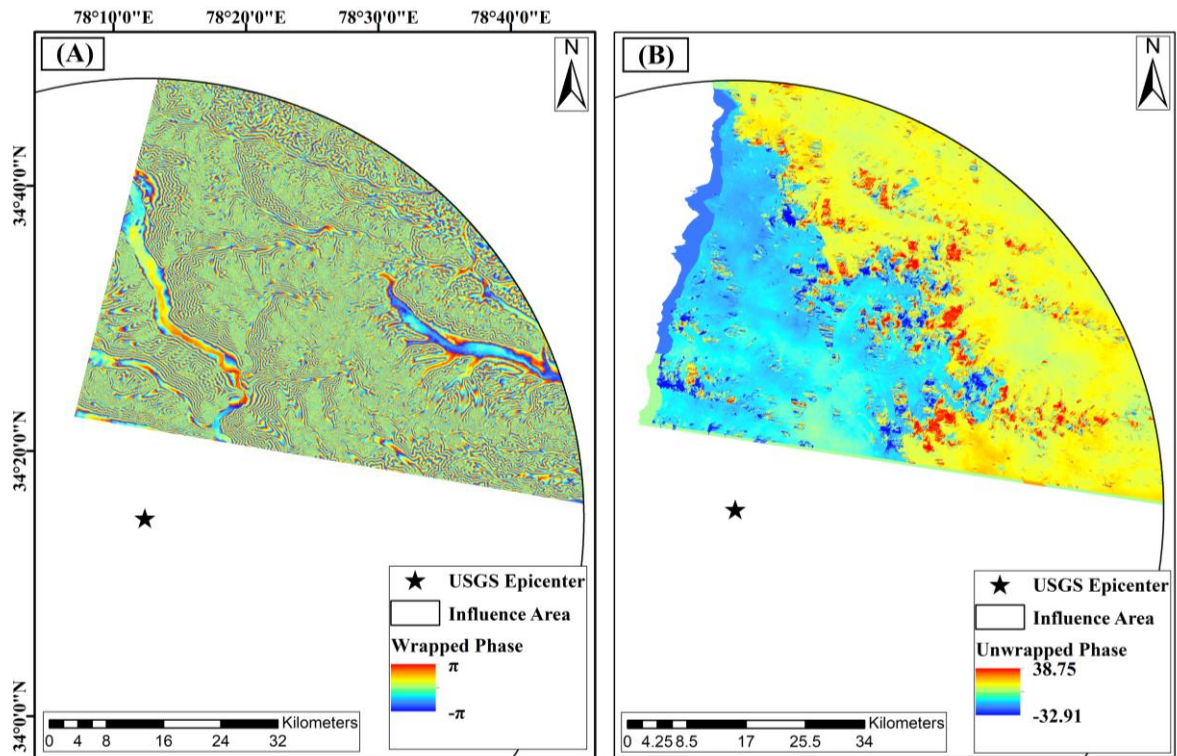 78°10'0"E 78°20'0"E 78°30'0"E 78°40'0"E
(A)
N
34°40'0"N
34°20'0"N
34°0'0"N
USGS Epicenter
Influence Area
Wrapped Phase
π
-π
Kilometers
0 4 8 16 24 32
(B)
N
USGS Epicenter
Influence Area
Unwrapped Phase
38.75
-32.91
Kilometers
0 4.25 8.5 17 25.5 34